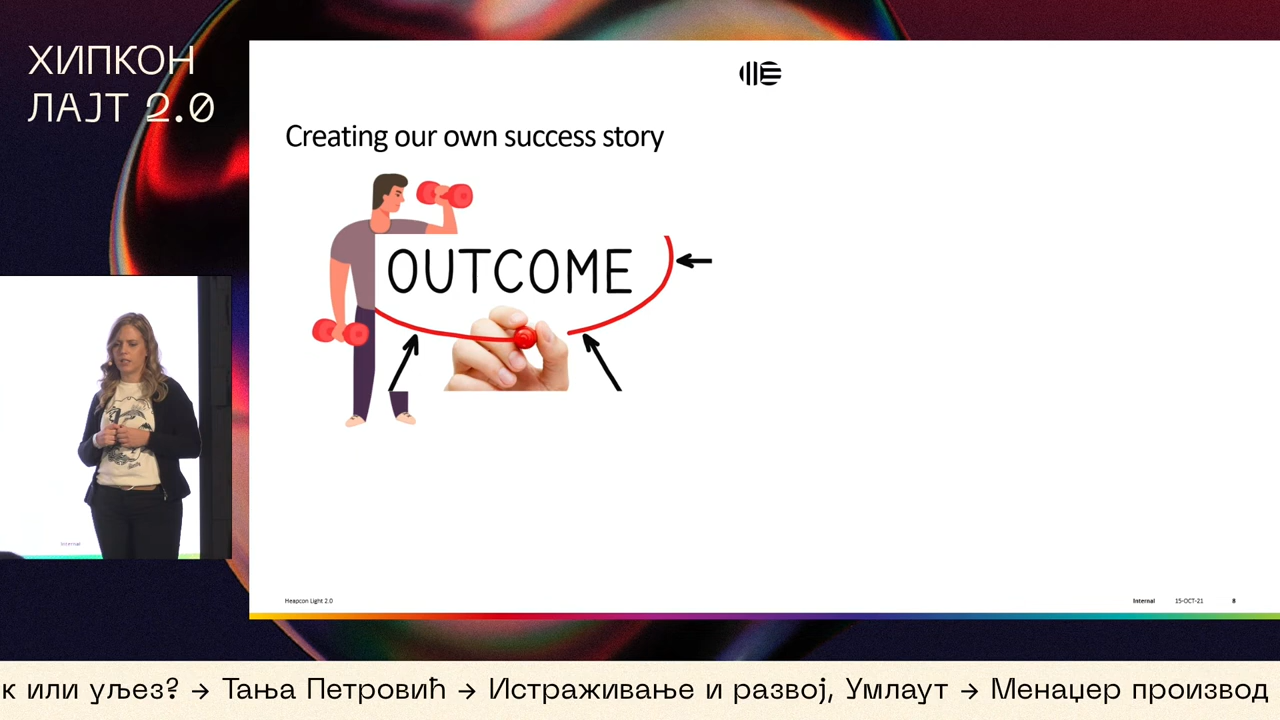 ХИПКОН
ЛАЈТ 2.0
Creating our own success story
OUTCOME
Internal
Heapcon Light 2.0
Internal 15-OCT-21 8
к или уљез? → Тања Петровић → Истраживање и развој, Умлаут → Менаџер производ